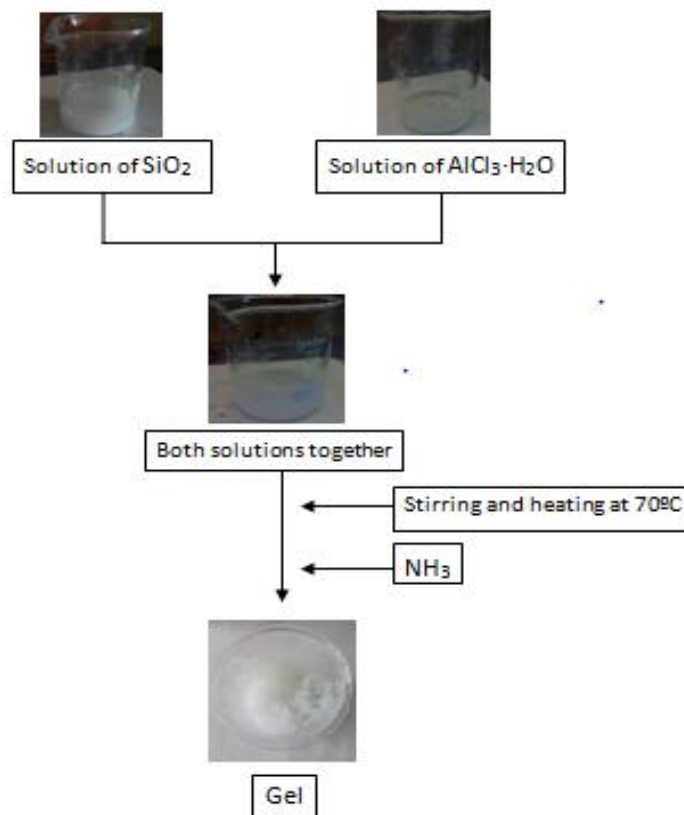 Solution of SiO₂
Solution of AlCl₃·H₂O
Both solutions together
Stirring and heating at 70ºC
NH₃
Gel